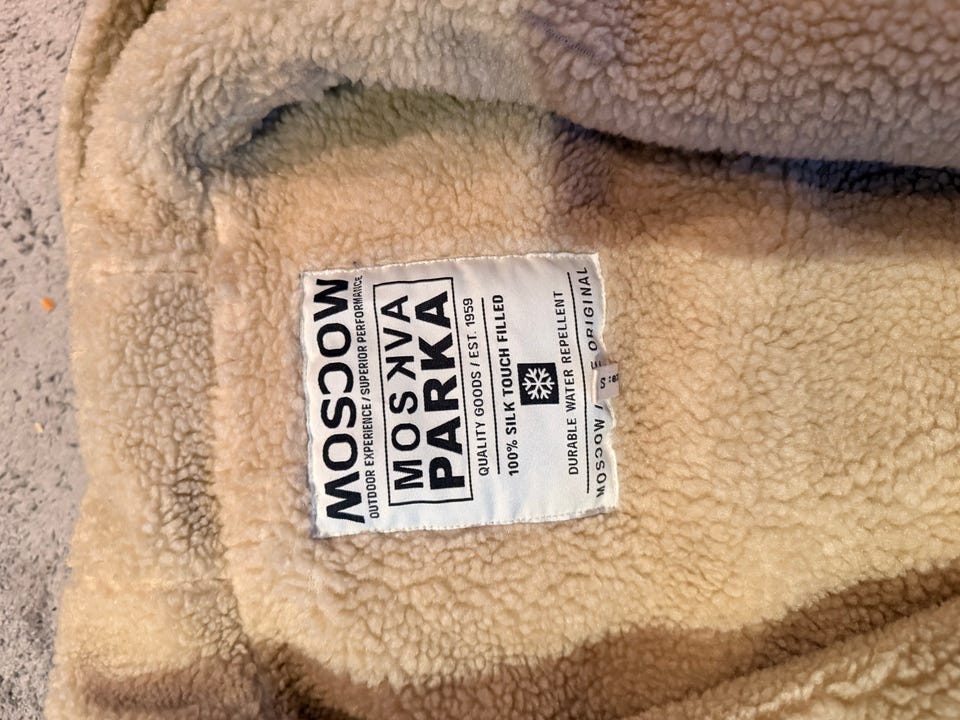 MOSCOW
OUTDOOR EXPERIENCE / SUPERIOR PERFORMANCE
MOSKVA
PARKA
QUALITY GOODS / EST. 1959
100% SILK TOUCH FILLED
DURABLE WATER REPELLENT
MOSCOW / ORIGINAL
S